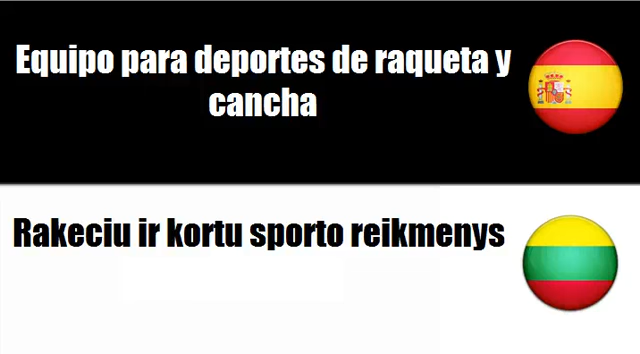 Equipo para deportes de raqueta y
cancha
Rakeciu ir kortu sporto reikmenys